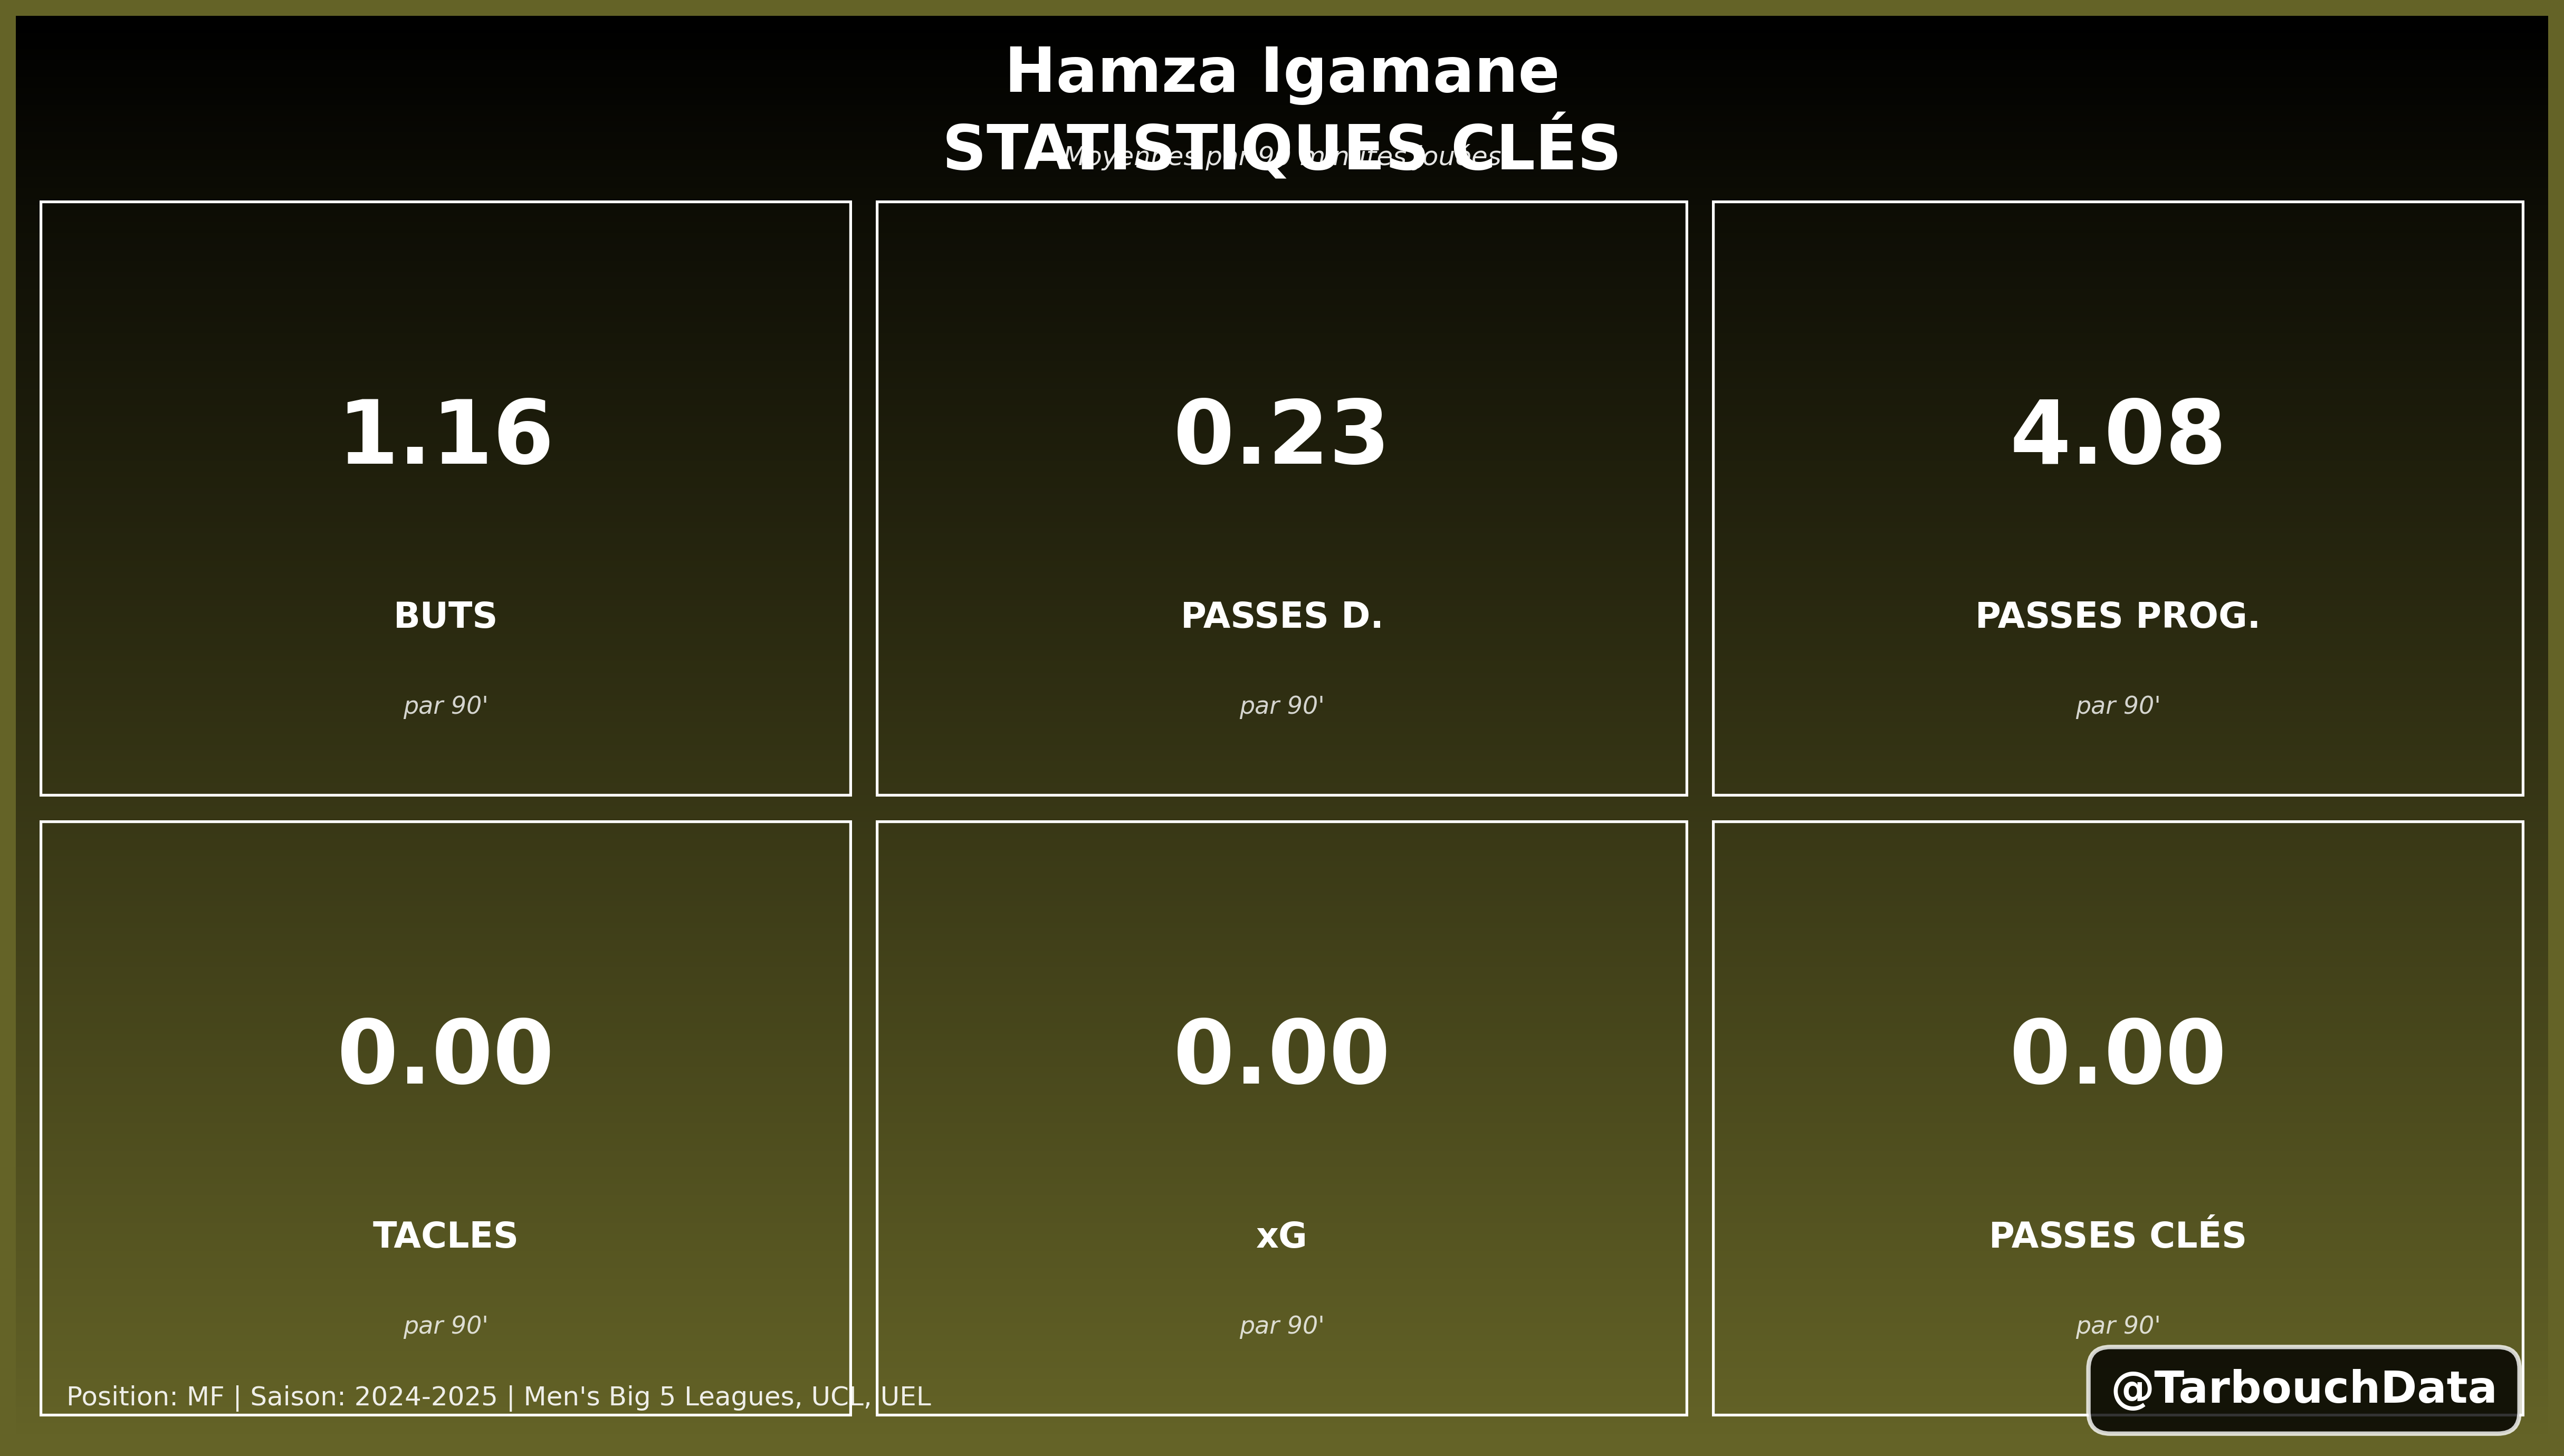 Hamza Igamane
STATISTIQUES CLÉS
Moyennes par 90 minutes jouées
1.16
0.23
4.08
BUTS
PASSES D.
PASSES PROG.
par 90'
par 90'
par 90'
0.00
0.00
0.00
TACLES
xG
PASSES CLÉS
par 90'
par 90'
par 90'
Position: MF | Saison: 2024-2025 | Men's Big 5 Leagues, UCL, UEL
@TarbouchData